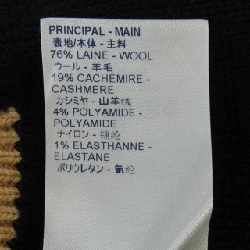 PRINCIPAL - MAIN
表地/木体 - 主料
76% LAINE - WOOL
ウール - 羊毛
19% CACHEMIRE -
CASHMERE
カシミヤ - 山羊绒
4% POLYAMIDE -
POLYAMIDE
ナイロン - 锦纶
1% ELASTHANNE -
ELASTANE
ポリウレタン - 氨纶